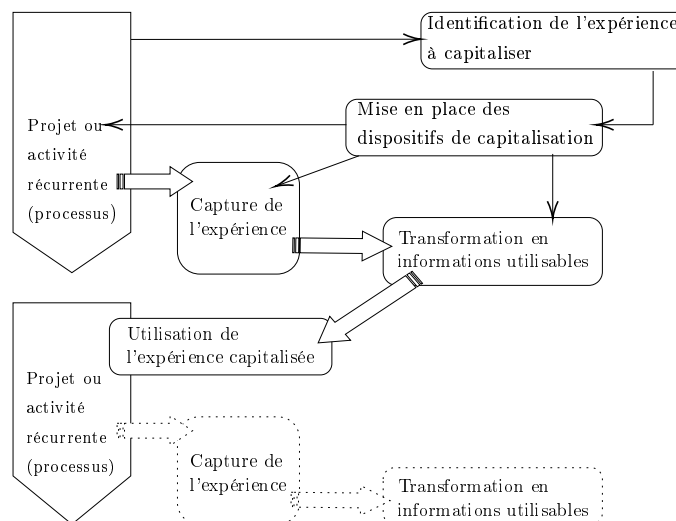 Identification de l'expérience
à capitaliser
Mise en place des
dispositifs de capitalisation
Projet ou
activité
récurrente
(processus)
Capture de
l'expérience
Transformation en
informations utilisables
Utilisation de
l'expérience capitalisée
Projet ou
activité
récurrente
(processus)
Capture de
l'expérience
Transformation en
informations utilisables